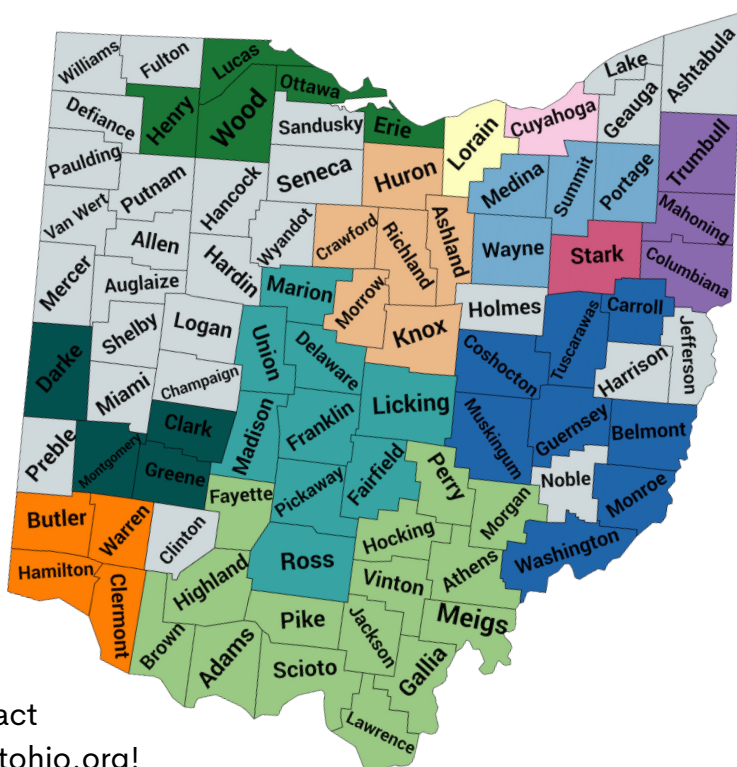 Williams
Fulton
Lucas
Ottawa
Lake
Ashtabula
Defiance
Henry
Wood
Sandusky
Erie
Lorain
Cuyahoga
Geauga
Trumbull
Paulding
Putnam
Hancock
Seneca
Huron
Medina
Summit
Portage
Mahoning
Van Wert
Allen
Wyandot
Crawford
Richland
Ashland
Wayne
Stark
Columbiana
Mercer
Auglaize
Hardin
Marion
Morrow
Knox
Holmes
Tuscarawas
Carroll
Jefferson
Darke
Shelby
Logan
Union
Delaware
Licking
Coshocton
Harrison
Miami
Champaign
Clark
Madison
Franklin
Muskingum
Guernsey
Belmont
Preble
Montgomery
Greene
Fayette
Pickaway
Fairfield
Perry
Morgan
Noble
Monroe
Butler
Warren
Clinton
Ross
Hocking
Athens
Washington
Hamilton
Clermont
Highland
Vinton
Brown
Adams
Pike
Scioto
Jackson
Meigs
Gallia
Lawrence
act
tohio.org!